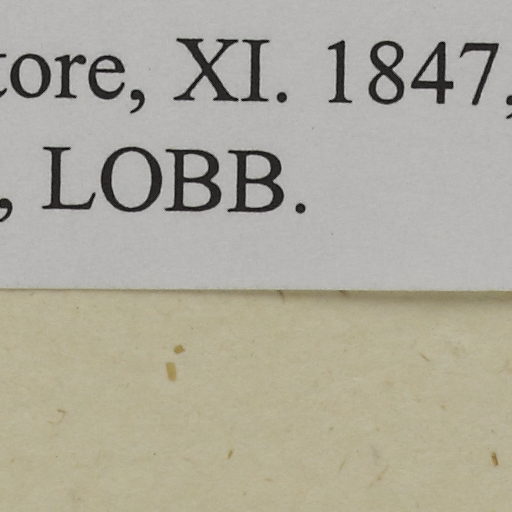 tore, XI. 1847,
, LOBB.